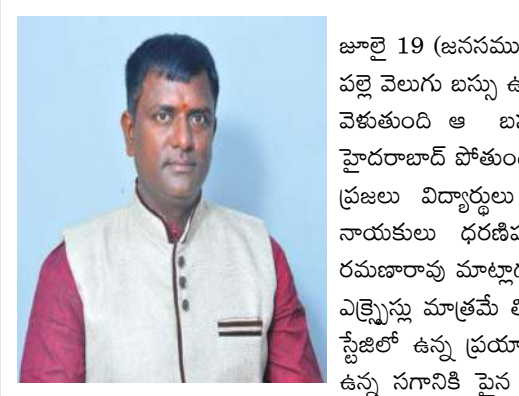 జూలై 19 (జనసము
పల్లె వెలుగు బస్సు ఉ
వెళుతుంది ఆ
హైదరాబాద్ పోతుం
ప్రజలు విద్యార్థులు
నాయకులు ధరణిప
రమణారావు మాట్లాడ
ఎక్స్ప్రెస్లు మాత్రమే తి
స్టేజిలో ఉన్న ప్రయా
ఉన్న సగానికి పైన